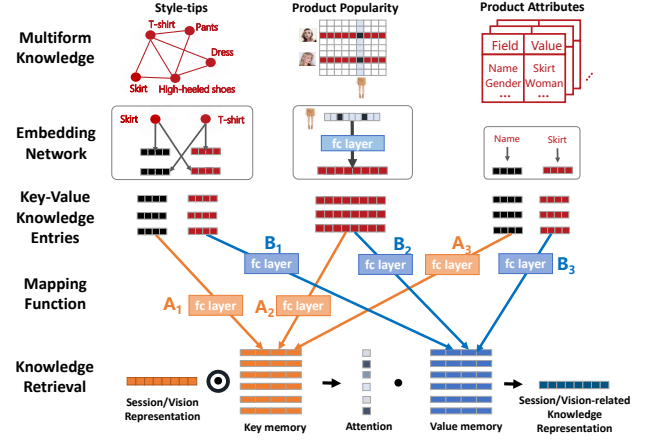 Style-tips
Product Popularity
Product Attributes
Multiform
Knowledge
T-shirt
Pants
Dress
Skirt
High-heeled shoes
Field Value
Name Skirt
Gender Woman
... ...
...
Embedding
Network
Skirt
T-shirt
fc layer
Name
Skirt
Key-Value
Knowledge
Entries
B1
B2
A3
fc layer
fc layer
fc layer
fc layer
B3
Mapping
Function
A1
fc layer
A2
fc layer
Knowledge
Retrieval
Session/Vision
Representation
Key memory
Attention
Value memory
Session/Vision-related
Knowledge
Representation